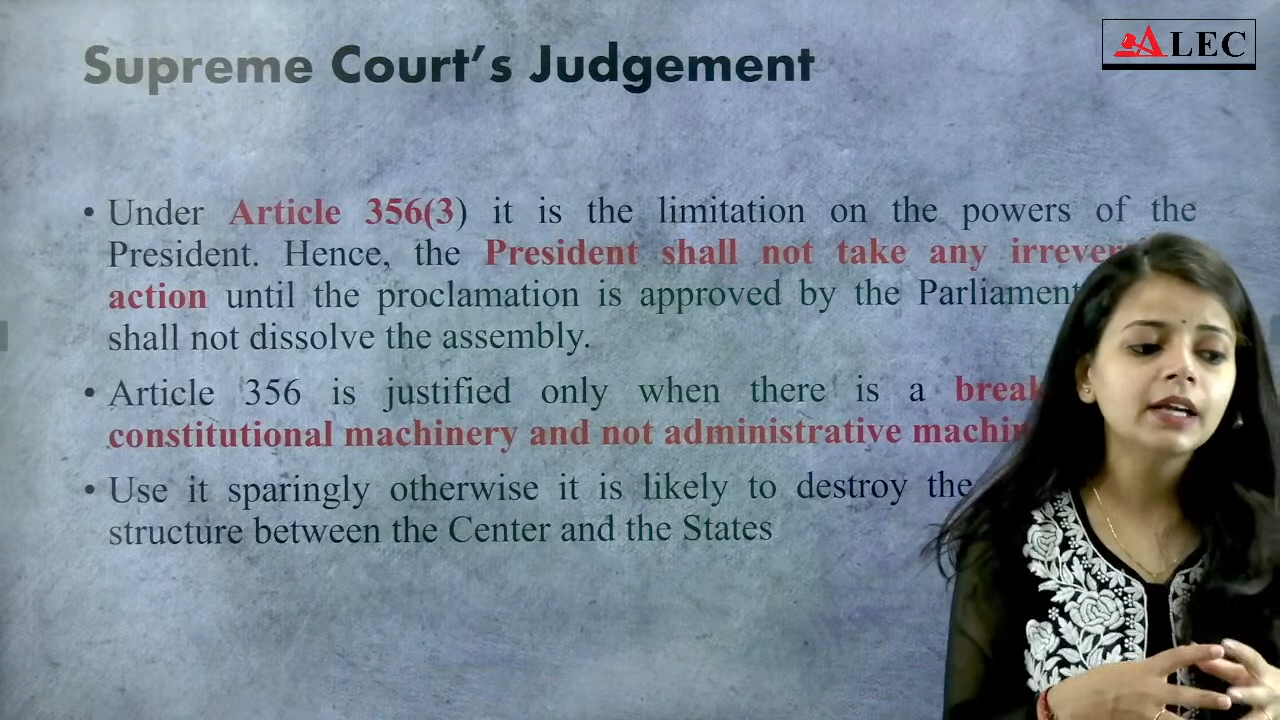 Supreme Court's Judgement
ALEC
• Under Article 356(3) it is the limitation on the powers of the
President. Hence, the President shall not take any
action until the proclamation is approved by the Parliament
shall not dissolve the assembly.
• Article 356 is justified only when there is a
constitutional machinery and not administrative
• Use it sparingly otherwise it is likely to destroy the
structure between the Center and the States